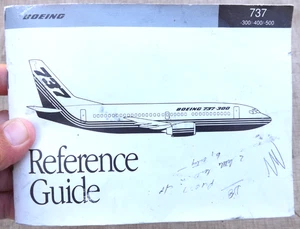 BOEING
737
-300/-400/-500
737
BOEING 737-300
Reference
Guide